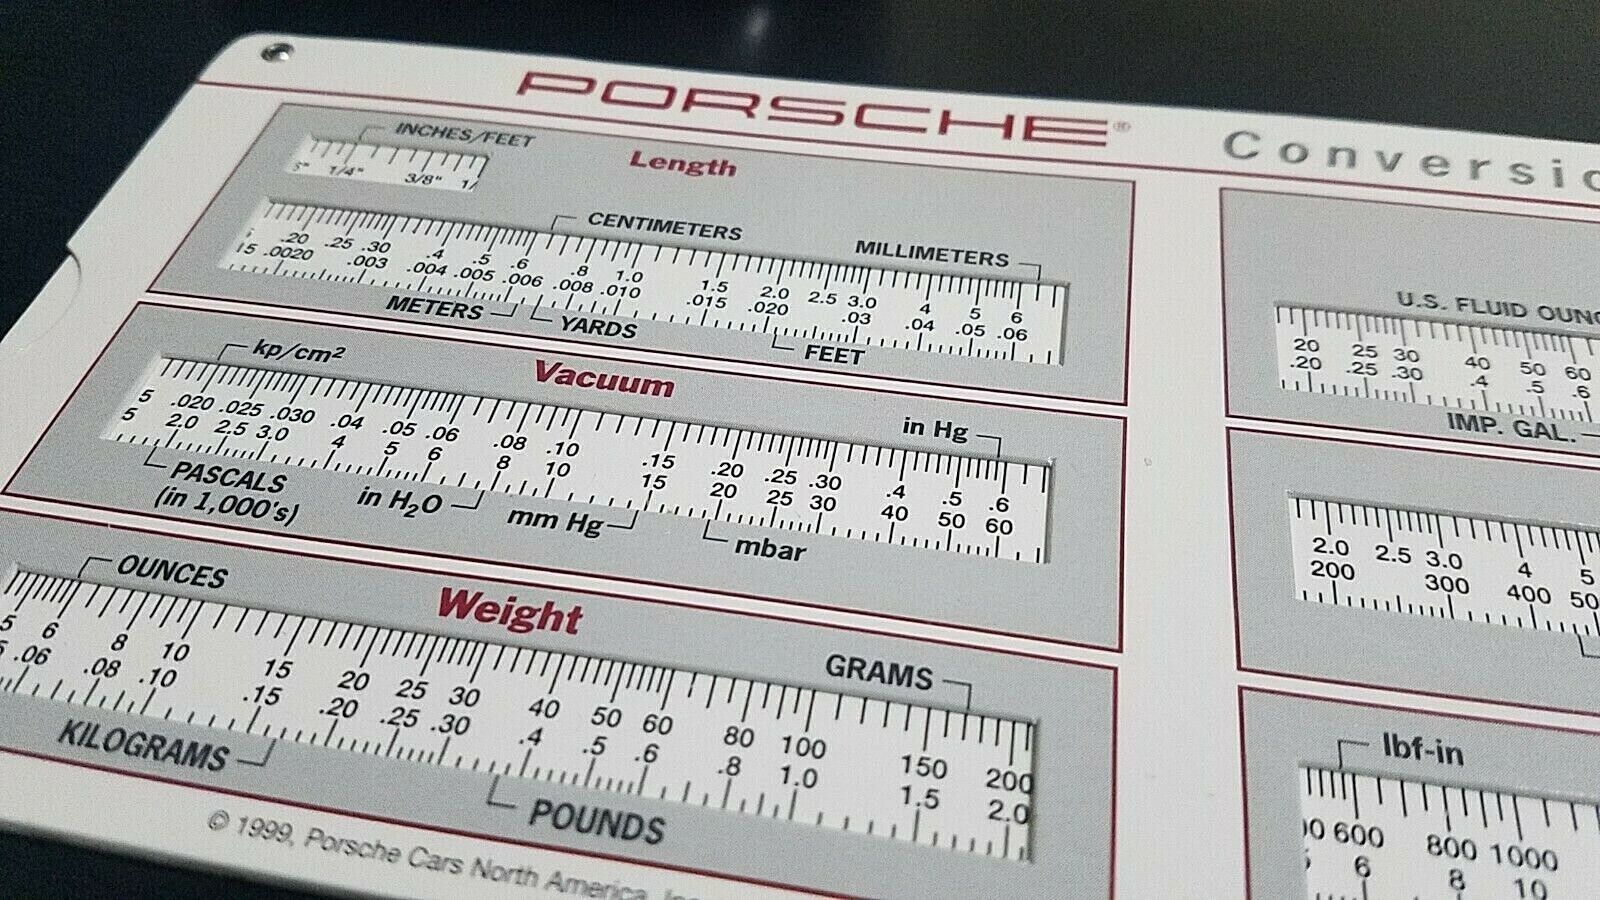 PORSCHE® Conversio
INCHES/FEET
1/4" 3/8" 1/
Length
CENTIMETERS
MILLIMETERS
.20 .25 .30 .4 .5 .6 .8 1.0 1.5 2.0 2.5 3.0 4 5 6
15 .0020 .003 .004 .005 .006 .008 .010 .015 .020 .03 .04 .05 .06
METERS
YARDS
FEET
kp/cm²
Vacuum
in Hg
5 .020 .025 .030 .04 .05 .06 .08 .10 .15 .20 .25 .30 .4 .5 .6
5 2.0 2.5 3.0 4 5 6 8 10 15 20 25 30 40 50 60
PASCALS
(in 1,000's)
in H₂O
mm Hg
mbar
OUNCES
Weight
GRAMS
5 6 8 10 15 20 25 30 40 50 60 80 100 150 200
.06 .08 .10 .15 .20 .25 .30 .4 .5 .6 .8 1.0 1.5 2.0
KILOGRAMS
POUNDS
© 1999, Porsche Cars North America,
U.S. FLUID OUNC
20 25 30 40 50 60
.20 .25 .30 .4 .5 .6
IMP. GAL.
2.0 2.5 3.0 4 5
200 300 400 50
lbf-in
00 600 800 1000
6 8 10